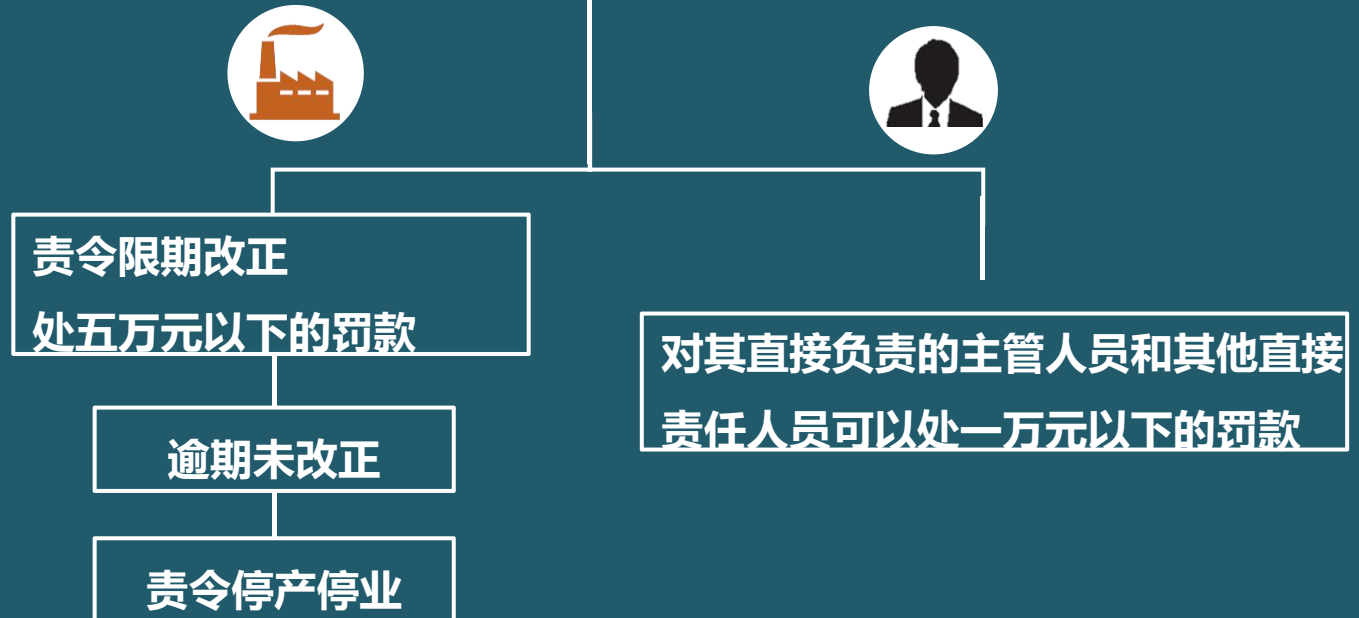 责令限期改正
处五万元以下的罚款
逾期未改正
责令停产停业
对其直接负责的主管人员和其他直接
责任人员可以处一万元以下的罚款